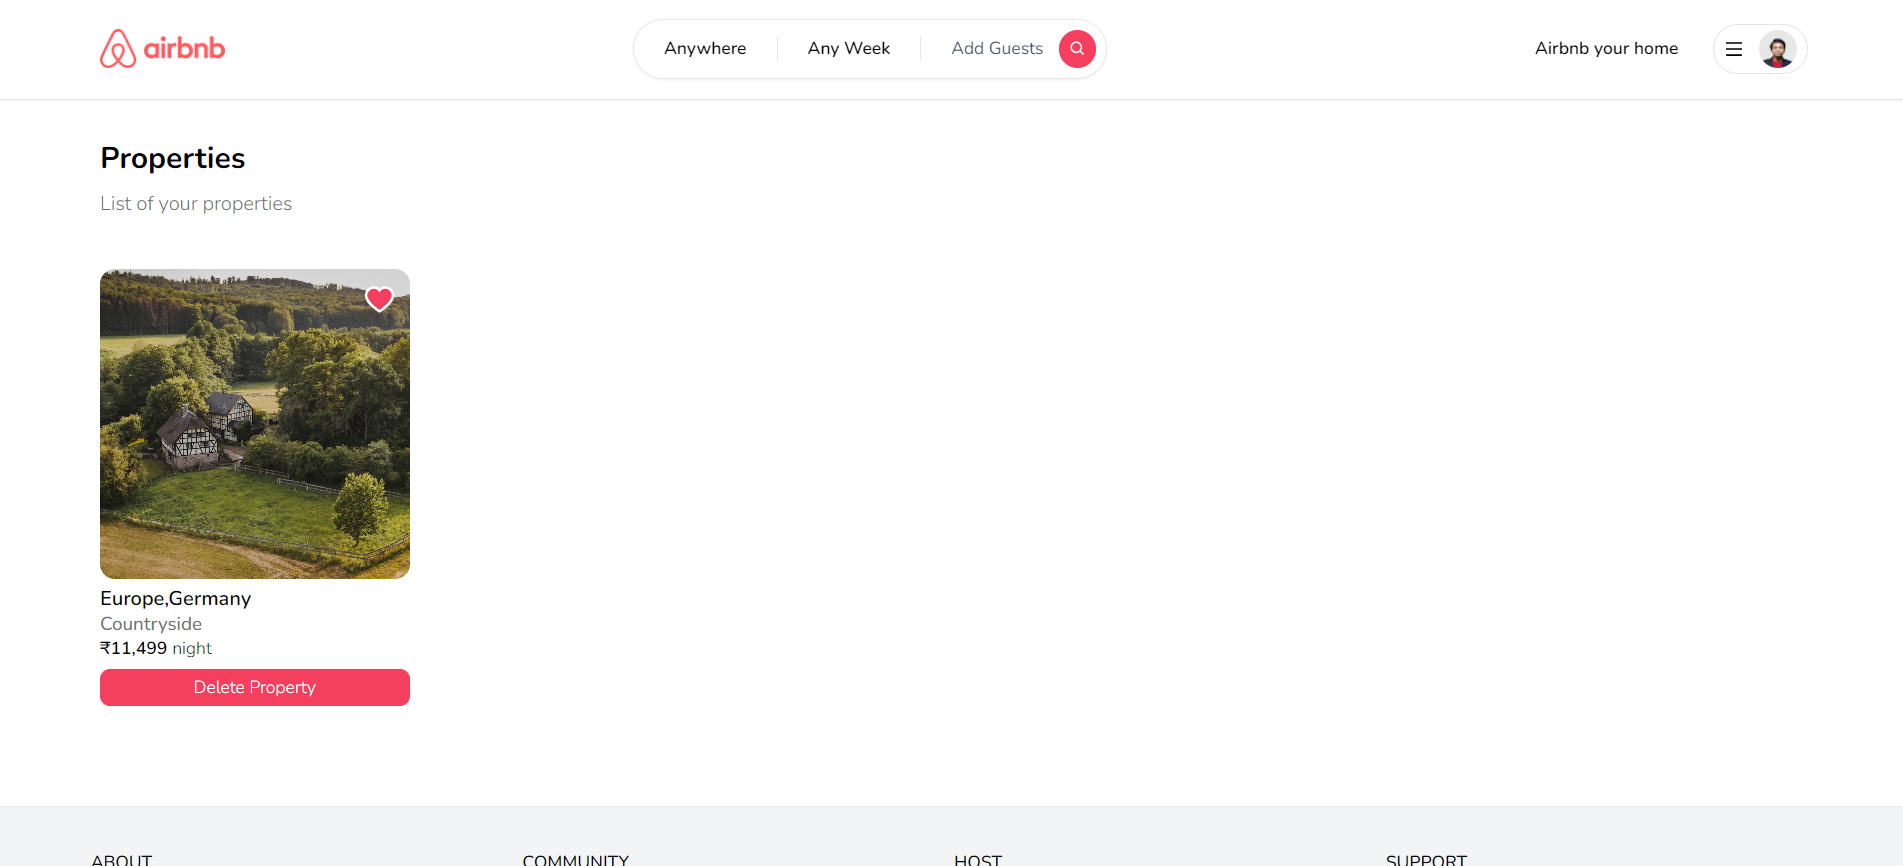 airbnb
Anywhere
Any Week
Add Guests
Airbnb your home
Properties
List of your properties
Europe,Germany
Countryside
₹11,499 night
Delete Property
ABOUT
COMMUNITY
HOST
SUPPORT